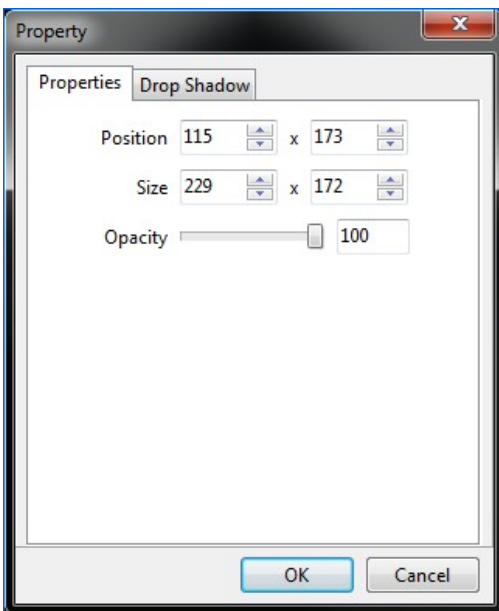 Property
Properties Drop Shadow
Position 115 x 173
Size 229 x 172
Opacity 100
OK Cancel